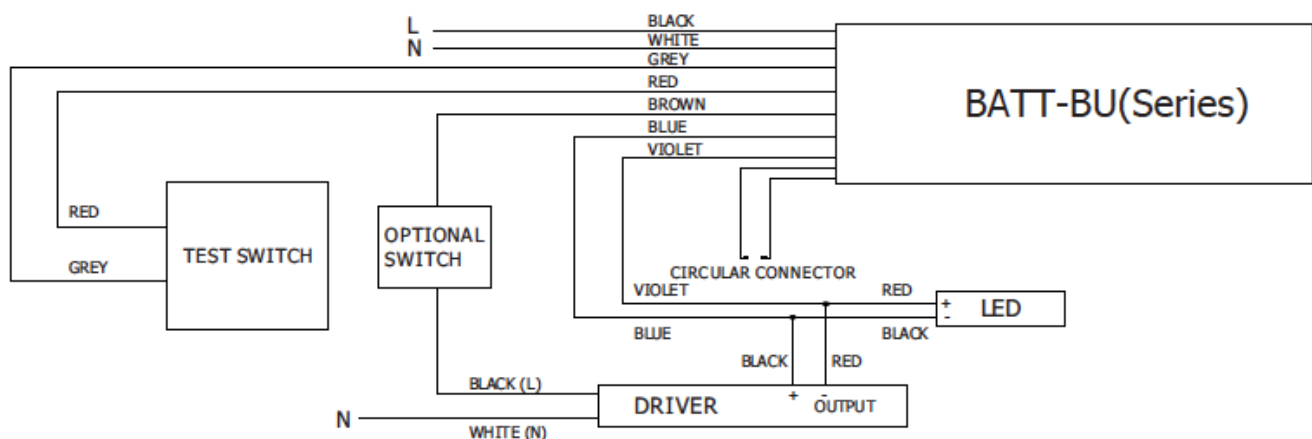 L
BLACK
N
WHITE
GREY
RED
BROWN
BLUE
VIOLET
BATT-BU(Series)
RED
GREY
TEST SWITCH
OPTIONAL
SWITCH
CIRCULAR CONNECTOR
VIOLET
RED
BLUE
BLACK
+
-
LED
BLACK
RED
BLACK (L)
N
WHITE (N)
DRIVER
+
-
OUTPUT